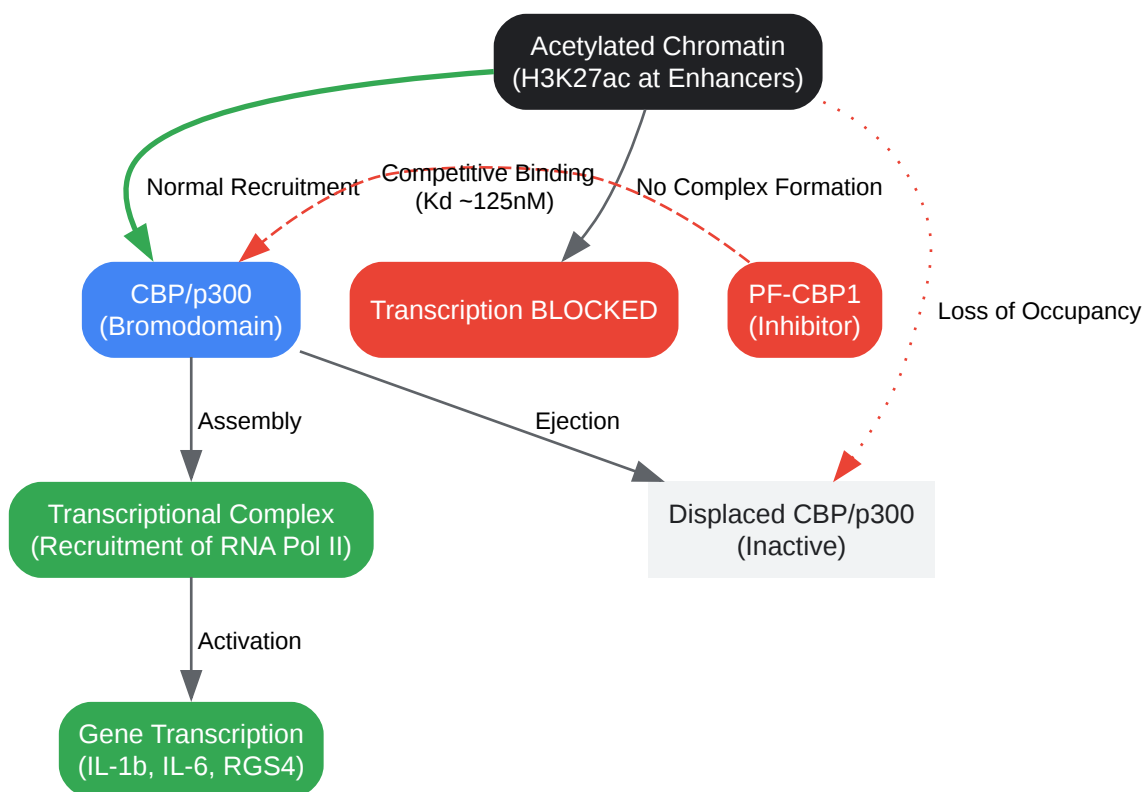 Acetylated Chromatin
(H3K27ac at Enhancers)
Normal Recruitment
Competitive Binding
(Kd ~125nM)
No Complex Formation
CBP/p300
(Bromodomain)
Transcription BLOCKED
PF-CBP1
(Inhibitor)
Loss of Occupancy
Assembly
Ejection
Transcriptional Complex
(Recruitment of RNA Pol II)
Displaced CBP/p300
(Inactive)
Activation
Gene Transcription
(IL-1b, IL-6, RGS4)